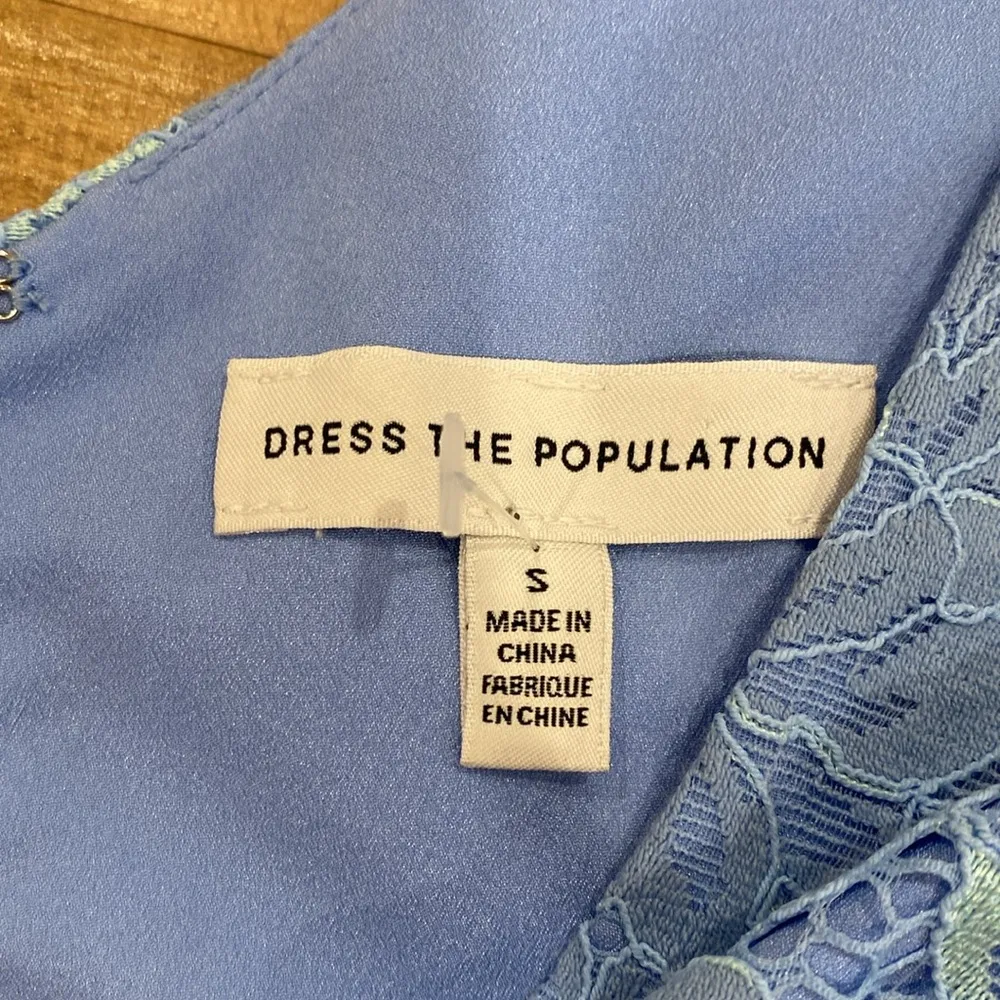 DRESS THE POPULATION
S
MADE IN
CHINA
FABRIQUE
EN CHINE